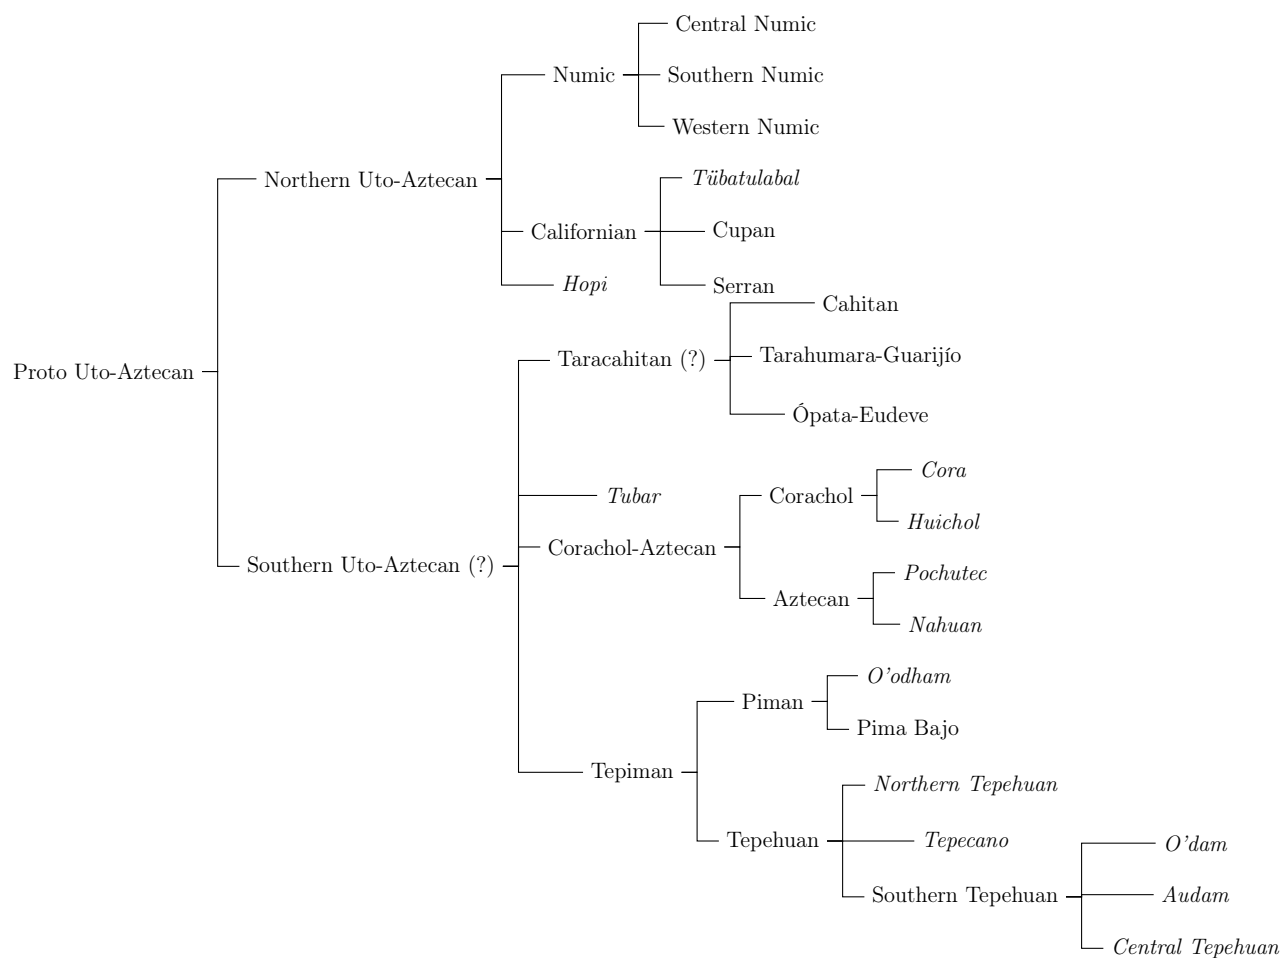 Central Numic
Numic
Southern Numic
Western Numic
Northern Uto-Aztecan
Tübatulabal
Californian
Cupan
Hopi
Serran
Cahitan
Taracahitan (?)
Tarahumara-Guarijío
Proto Uto-Aztecan
Ópata-Eudeve
Cora
Tubar
Corachol
Huichol
Corachol-Aztecan
Southern Uto-Aztecan (?)
Pochutec
Aztecan
Nahuan
O'odham
Piman
Pima Bajo
Tepiman
Northern Tepehuan
Tepehuan
Tepecano
O'dam
Southern Tepehuan
Audam
Central Tepehuan